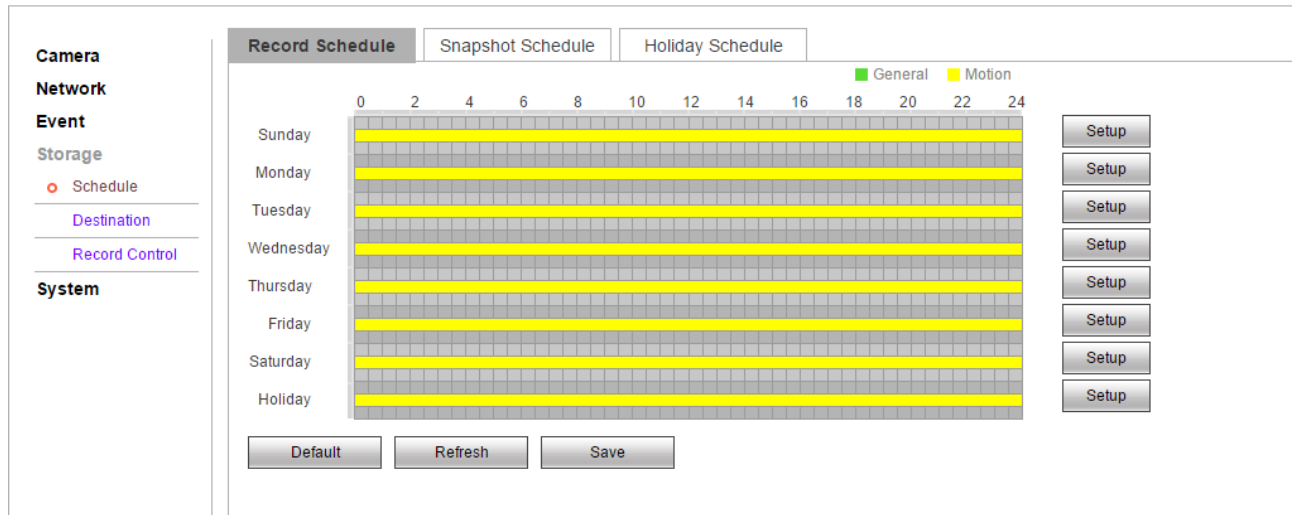 Camera
Network
Event
Storage
Schedule
Destination
Record Control
System
Record Schedule Snapshot Schedule Holiday Schedule
General Motion
0 2 4 6 8 10 12 14 16 18 20 22 24
Sunday Setup
Monday Setup
Tuesday Setup
Wednesday Setup
Thursday Setup
Friday Setup
Saturday Setup
Holiday Setup
Default Refresh Save